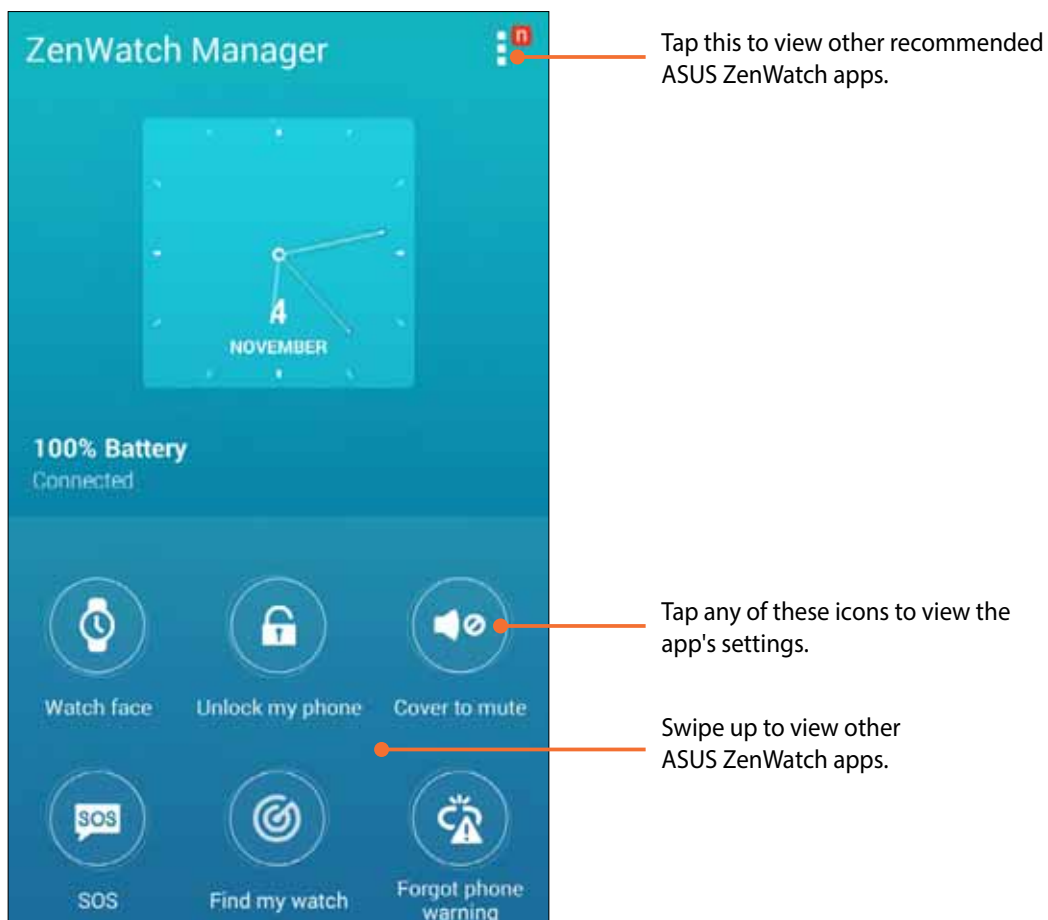 ZenWatch Manager
n
Tap this to view other recommended
ASUS ZenWatch apps.
4
NOVEMBER
100% Battery
Connected
Tap any of these icons to view the
app's settings.
Watch face
Unlock my phone
Cover to mute
Swipe up to view other
ASUS ZenWatch apps.
SOS
SOS
Find my watch
Forgot phone
warning